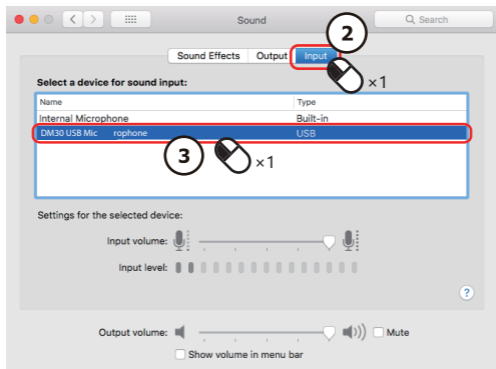 Sound
Search
2
Sound Effects Output Input
×1
Select a device for sound input:
Name Type
Internal Microphone Built-in
DM30 USB Mic rophone USB
3 ×1
Settings for the selected device:
Input volume:
Input level:
?
Output volume: Mute
Show volume in menu bar